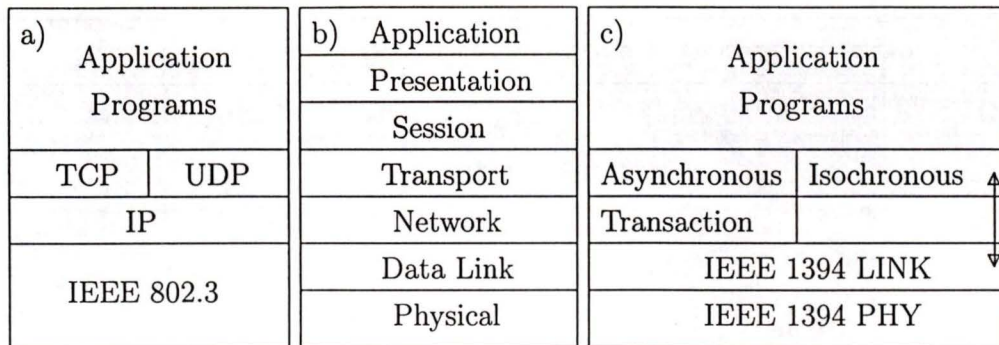 a)
Application
Programs
TCP UDP
IP
IEEE 802.3
b) Application
Presentation
Session
Transport
Network
Data Link
Physical
c)
Application
Programs
Asynchronous Isochronous
Transaction
IEEE 1394 LINK
IEEE 1394 PHY